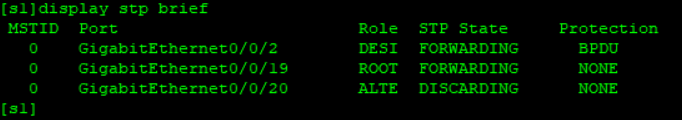 [s1]display stp brief
MSTID Port Role STP State Protection
0 GigabitEthernet0/0/2 DESI FORWARDING BPDU
0 GigabitEthernet0/0/19 ROOT FORWARDING NONE
0 GigabitEthernet0/0/20 ALTE DISCARDING NONE
[s1]